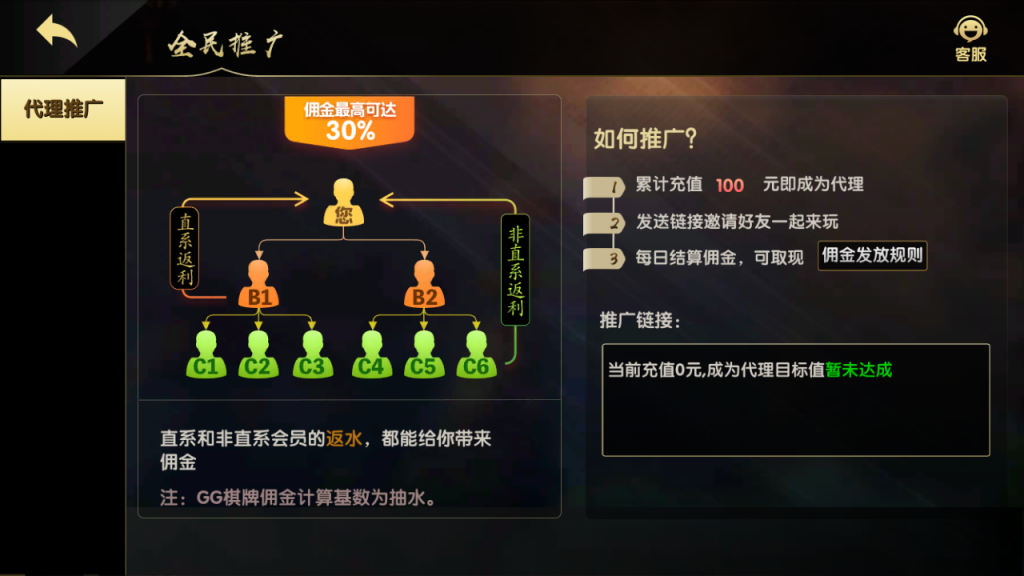 全民推广
客服
代理推广
佣金最高可达
30%
您
直系返利
非直系返利
B1
B2
C1
C2
C3
C4
C5
C6
直系和非直系会员的返水，都能给你带来
佣金
注：GG棋牌佣金计算基数为抽水。
如何推广？
1 累计充值 100 元即成为代理
2 发送链接邀请好友一起来玩
3 每日结算佣金，可取现 佣金发放规则
推广链接：
当前充值0元,成为代理目标值暂未达成